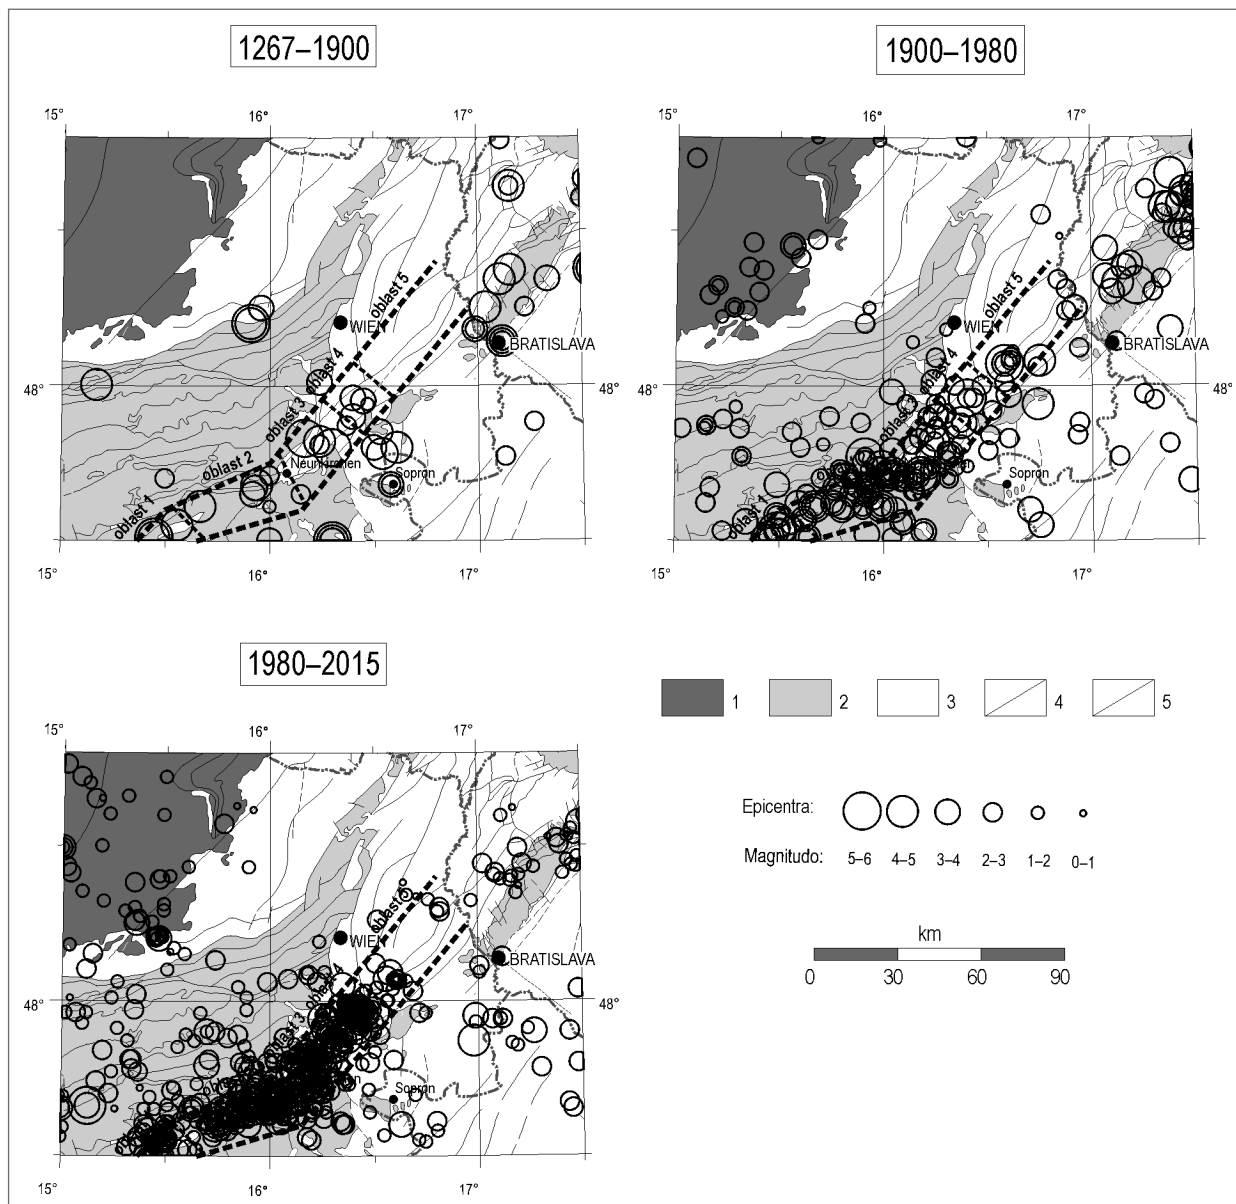 1267–1900
15°
16°
17°
oblast 5
WIEN
BRATISLAVA
oblast 4
48°
oblast 3
oblast 2
Neunkirchen
Sopron
oblast 1
15°
16°
17°
1900–1980
15°
16°
17°
oblast 5
WIEN
BRATISLAVA
oblast 4
48°
48°
oblast 3
Sopron
oblast 1
15°
16°
17°
1980–2015
15°
16°
17°
oblast 5
WIEN
BRATISLAVA
oblast 4
48°
oblast 3
Sopron
15°
16°
17°
1 2 3 4 5
Epicentra:
Magnitudo: 5–6 4–5 3–4 2–3 1–2 0–1
km
0 30 60 90